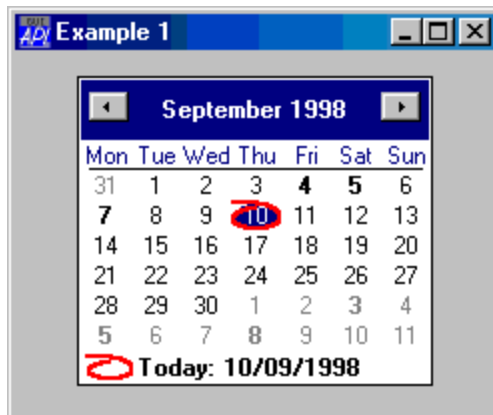 API Example 1
September 1998
Mon Tue Wed Thu Fri Sat Sun
31 1 2 3 4 5 6
7 8 9 10 11 12 13
14 15 16 17 18 19 20
21 22 23 24 25 26 27
28 29 30 1 2 3 4
5 6 7 8 9 10 11
Today: 10/09/1998